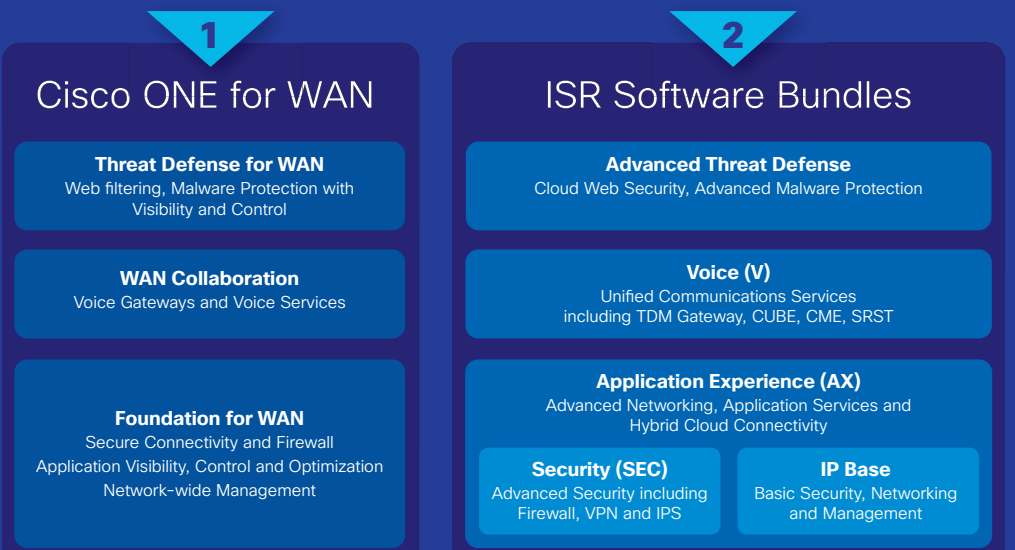 1
Cisco ONE for WAN
Threat Defense for WAN
Web filtering, Malware Protection with
Visibility and Control
WAN Collaboration
Voice Gateways and Voice Services
Foundation for WAN
Secure Connectivity and Firewall
Application Visibility, Control and Optimization
Network-wide Management
2
ISR Software Bundles
Advanced Threat Defense
Cloud Web Security, Advanced Malware Protection
Voice (V)
Unified Communications Services
including TDM Gateway, CUBE, CME, SRST
Application Experience (AX)
Advanced Networking, Application Services and
Hybrid Cloud Connectivity
Security (SEC)
Advanced Security including
Firewall, VPN and IPS
IP Base
Basic Security, Networking
and Management